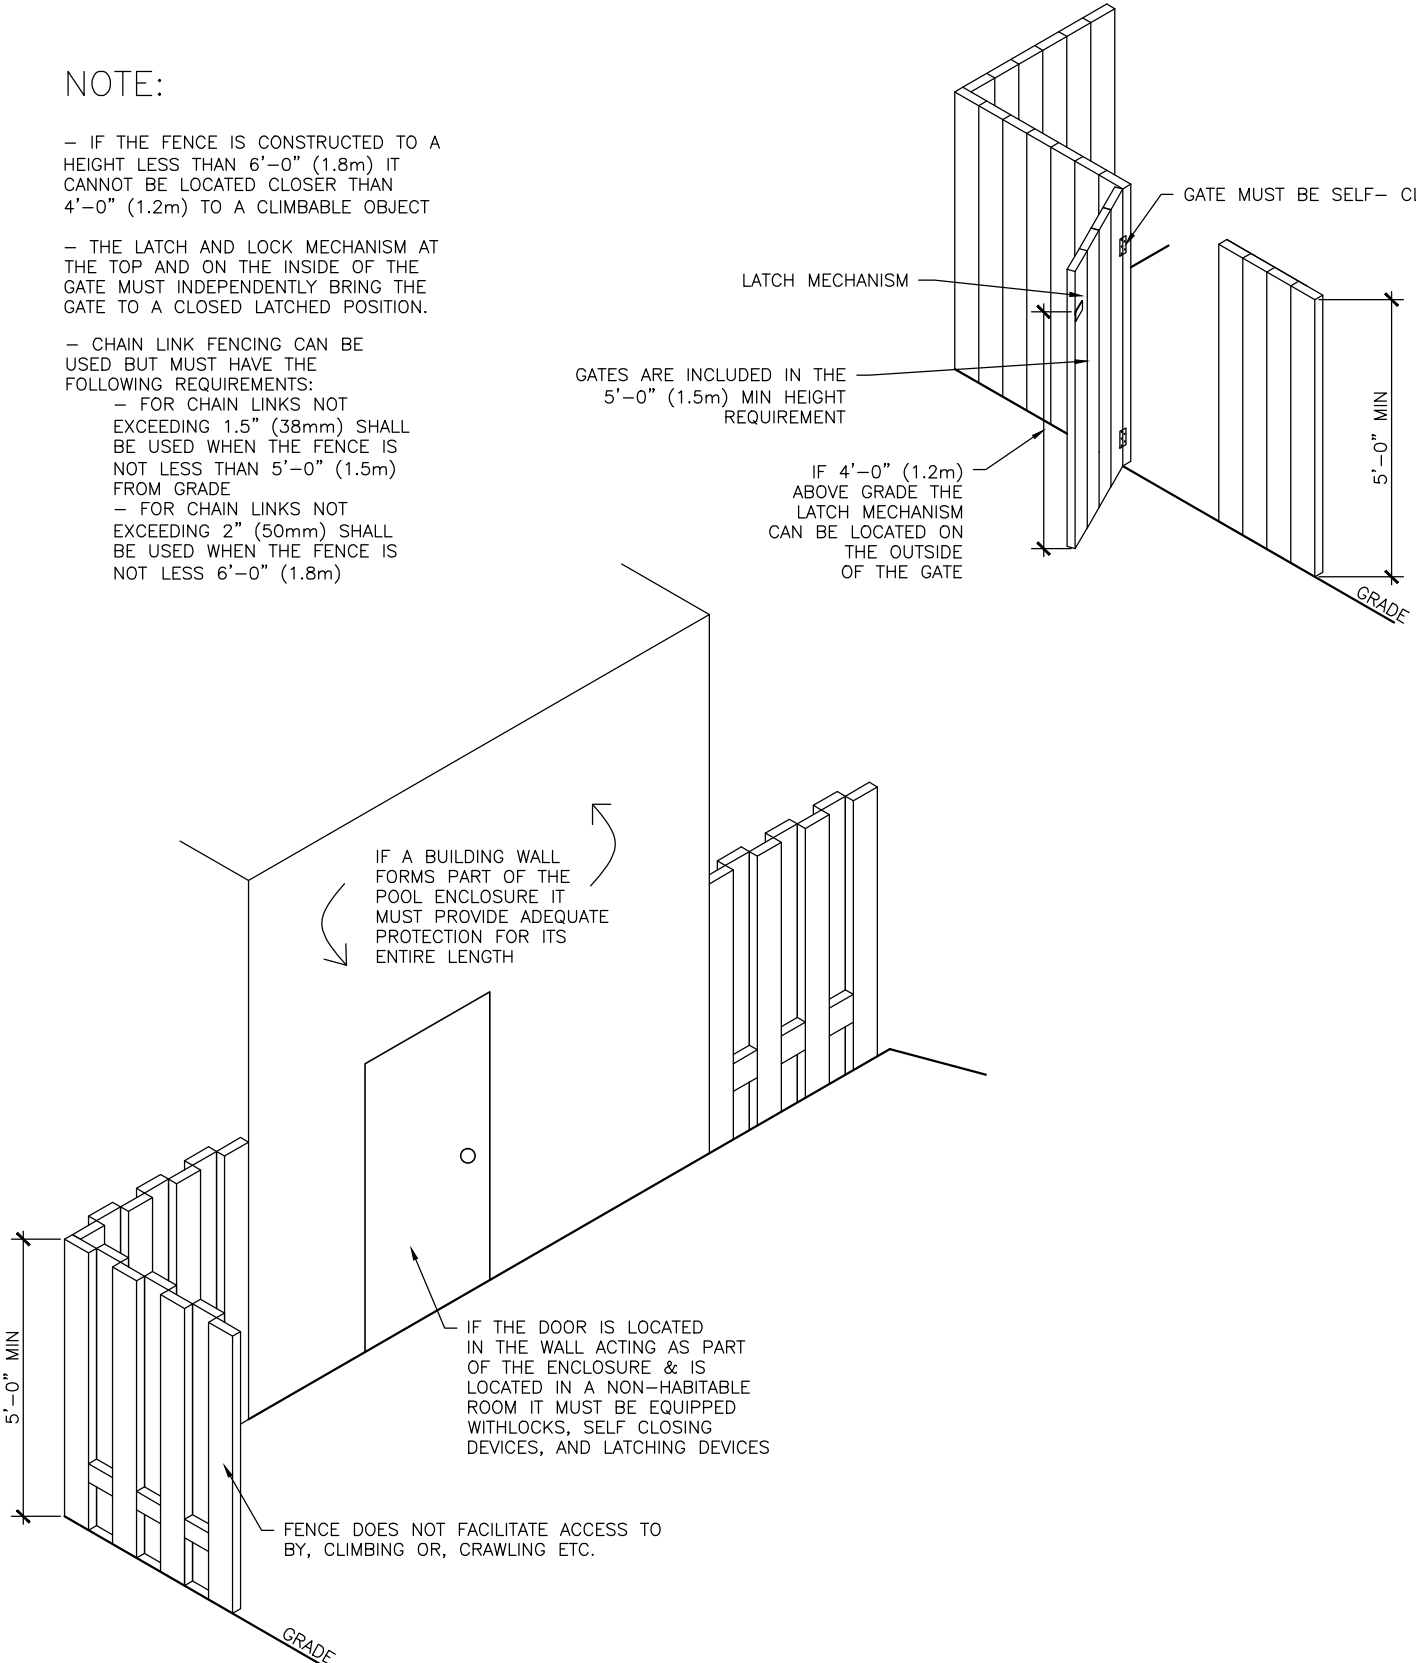 NOTE:
– IF THE FENCE IS CONSTRUCTED TO A
HEIGHT LESS THAN 6'–0" (1.8m) IT
CANNOT BE LOCATED CLOSER THAN
4'–0" (1.2m) TO A CLIMBABLE OBJECT
– THE LATCH AND LOCK MECHANISM AT
THE TOP AND ON THE INSIDE OF THE
GATE MUST INDEPENDENTLY BRING THE
GATE TO A CLOSED LATCHED POSITION.
– CHAIN LINK FENCING CAN BE
USED BUT MUST HAVE THE
FOLLOWING REQUIREMENTS:
– FOR CHAIN LINKS NOT
EXCEEDING 1.5" (38mm) SHALL
BE USED WHEN THE FENCE IS
NOT LESS THAN 5'–0" (1.5m)
FROM GRADE
– FOR CHAIN LINKS NOT
EXCEEDING 2" (50mm) SHALL
BE USED WHEN THE FENCE IS
NOT LESS 6'–0" (1.8m)
GATE MUST BE SELF–
LATCH MECHANISM
GATES ARE INCLUDED IN THE
5'–0" (1.5m) MIN HEIGHT
REQUIREMENT
IF 4'–0" (1.2m)
ABOVE GRADE THE
LATCH MECHANISM
CAN BE LOCATED ON
THE OUTSIDE
OF THE GATE
5'–0" MIN
GRADE
IF A BUILDING WALL
FORMS PART OF THE
POOL ENCLOSURE IT
MUST PROVIDE ADEQUATE
PROTECTION FOR ITS
ENTIRE LENGTH
IF THE DOOR IS LOCATED
IN THE WALL ACTING AS PART
OF THE ENCLOSURE & IS
LOCATED IN A NON–HABITABLE
ROOM IT MUST BE EQUIPPED
WITHLOCKS, SELF CLOSING
DEVICES, AND LATCHING DEVICES
5'–0" MIN
FENCE DOES NOT FACILITATE ACCESS TO
BY, CLIMBING OR, CRAWLING ETC.
GRADE